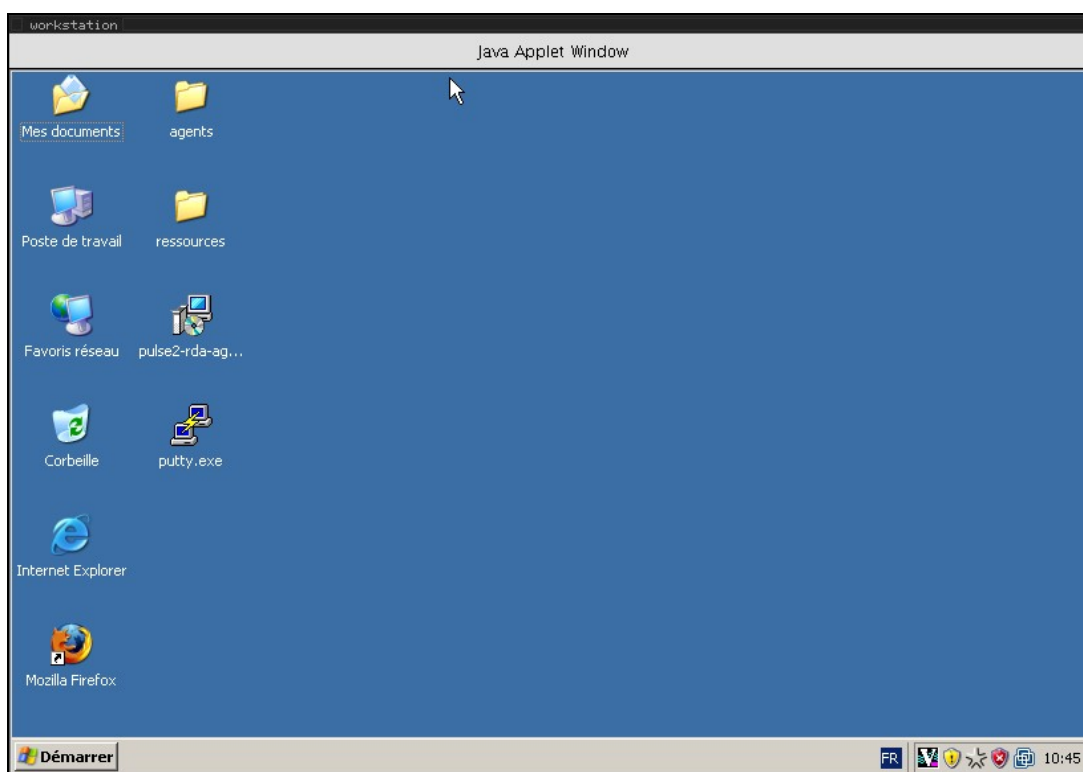 workstation
Java Applet Window
Mes documents
agents
Poste de travail
ressources
Favoris réseau
pulse2-rda-ag...
Corbeille
putty.exe
Internet Explorer
Mozilla Firefox
Démarrer
FR
10:45